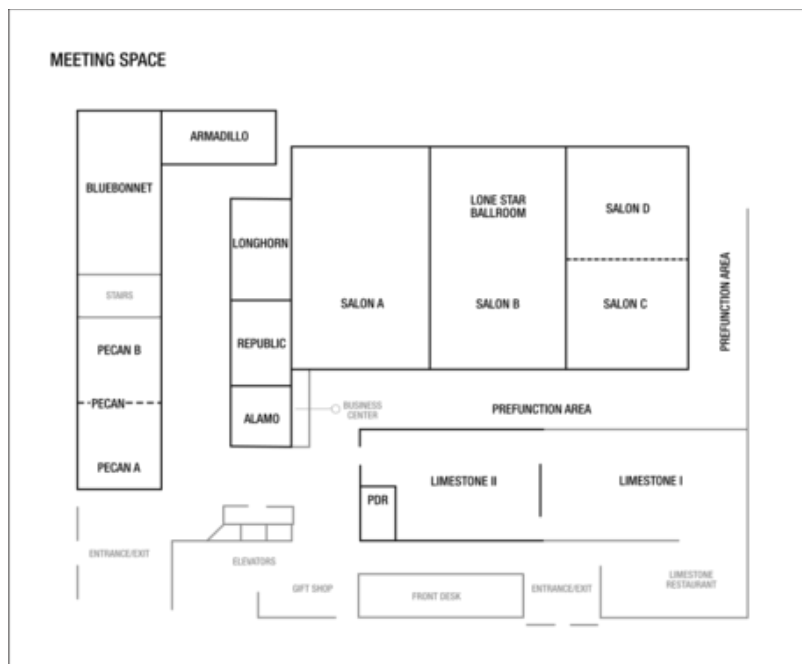 MEETING SPACE
ARMADILLO
BLUEBONNET
LONE STAR
BALLROOM
SALON D
LONGHORN
PREFUNCTION AREA
STAIRS
SALON A
SALON B
SALON C
PECAN B
REPUBLIC
PECAN
BUSINESS
CENTER
PREFUNCTION AREA
ALAMO
PECAN A
LIMESTONE II
LIMESTONE I
PDR
ENTRANCE/EXIT
ELEVATORS
GIFT SHOP
FRONT DESK
ENTRANCE/EXIT
LIMESTONE
RESTAURANT